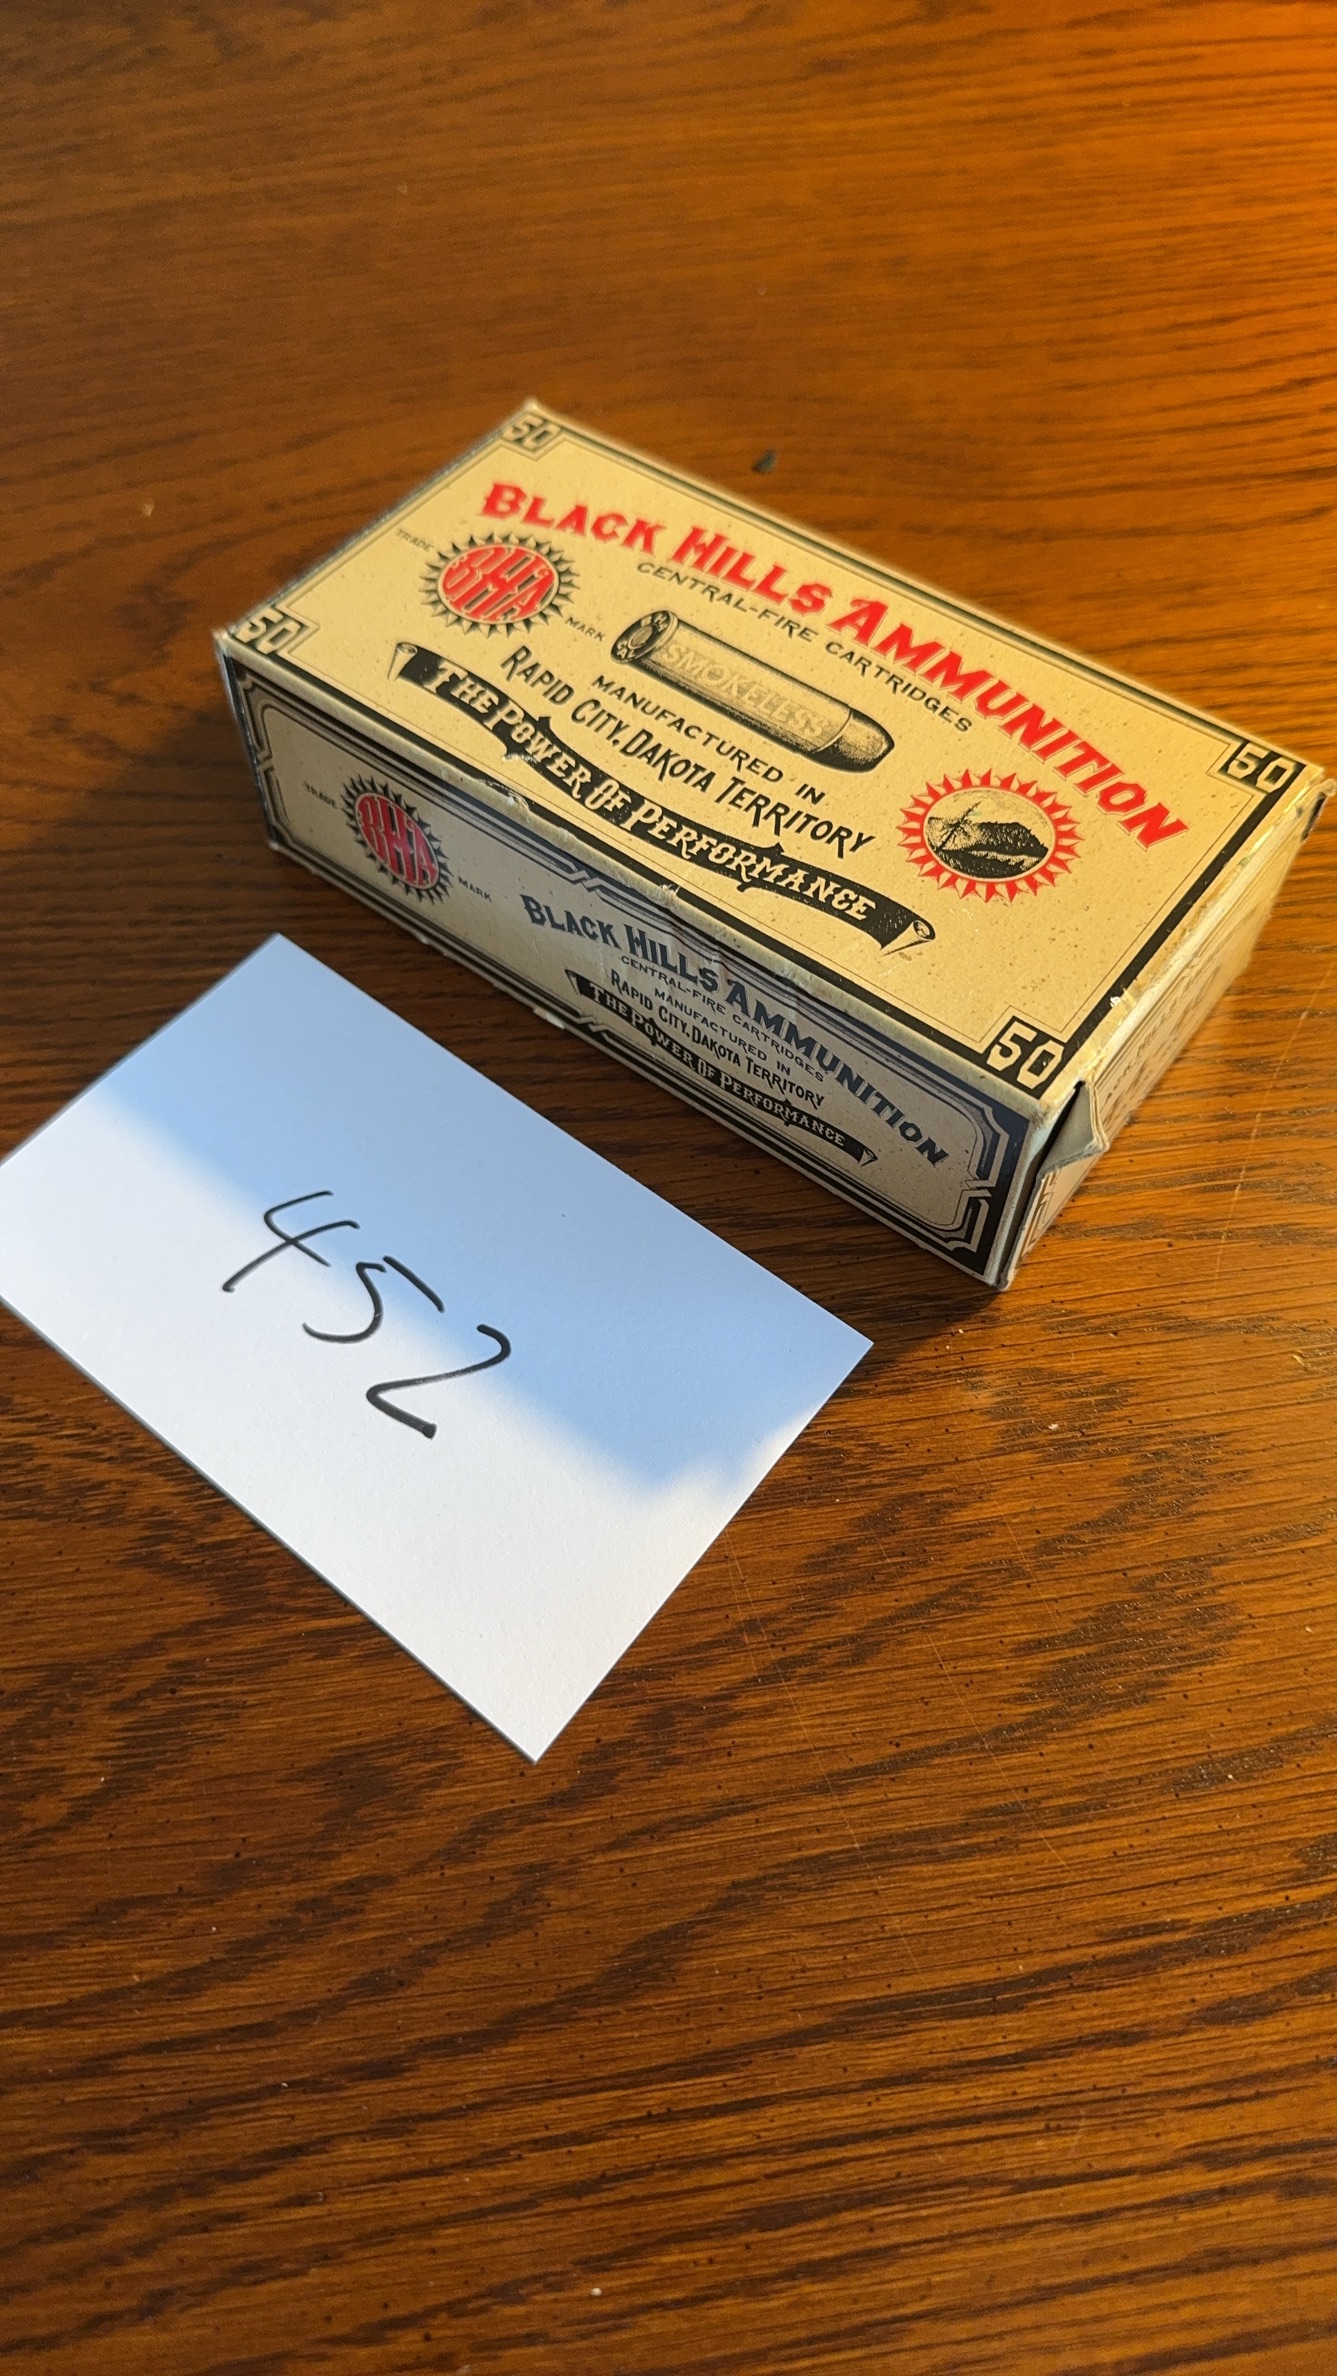 50
50
BLACK HILLS AMMUNITION
CENTRAL-FIRE CARTRIDGES
TRADE
BHA
MARK
SMOKELESS
MANUFACTURED IN
RAPID CITY, DAKOTA TERRITORY
THE POWER OF PERFORMANCE
50
50
TRADE
BHA
MARK
BLACK HILLS AMMUNITION
CENTRAL-FIRE CARTRIDGES
MANUFACTURED IN
RAPID CITY, DAKOTA TERRITORY
THE POWER OF PERFORMANCE
452